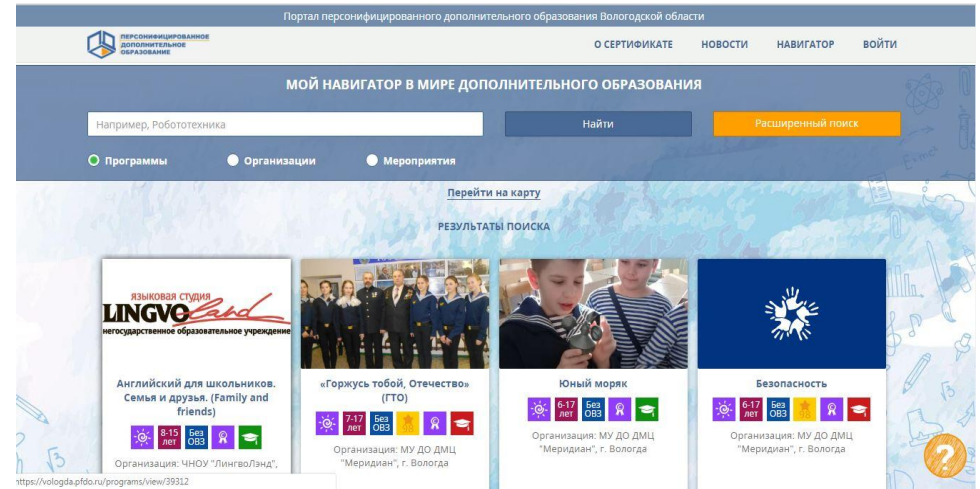 Портал персонифицированного дополнительного образования Вологодской области
ПЕРСОНИФИЦИРОВАННОЕ
ДОПОЛНИТЕЛЬНОЕ
ОБРАЗОВАНИЕ
О СЕРТИФИКАТЕ НОВОСТИ НАВИГАТОР ВОЙТИ
МОЙ НАВИГАТОР В МИРЕ ДОПОЛНИТЕЛЬНОГО ОБРАЗОВАНИЯ
Например, Робототехника Найти Расширенный поиск
Программы Организации Мероприятия
Перейти на карту
РЕЗУЛЬТАТЫ ПОИСКА
языковая студия
LINGVOLand
негосударственное образовательное учреждение
Английский для школьников.
Семья и друзья. (Family and
friends)
8-15
лет
Без
ОВЗ
Организация: ЧНОУ "ЛингвоЛэнд",
«Горжусь тобой, Отечество»
(ГТО)
7-17
лет
Без
ОВЗ
Организация: МУ ДО ДМЦ
"Меридиан", г. Вологда
Юный моряк
6-17
лет
Без
ОВЗ
Организация: МУ ДО ДМЦ
"Меридиан", г. Вологда
Безопасность
6-17
лет
Без
ОВЗ
Организация: МУ ДО ДМЦ
"Меридиан", г. Вологда
https://vologda.pfdo.ru/programs/view/39312
?